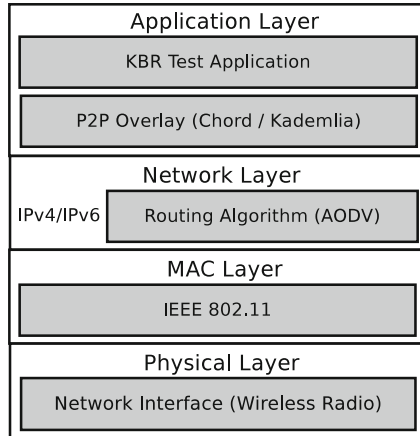 Application Layer
KBR Test Application
P2P Overlay (Chord / Kademlia)
Network Layer
IPv4/IPv6
Routing Algorithm (AODV)
MAC Layer
IEEE 802.11
Physical Layer
Network Interface (Wireless Radio)